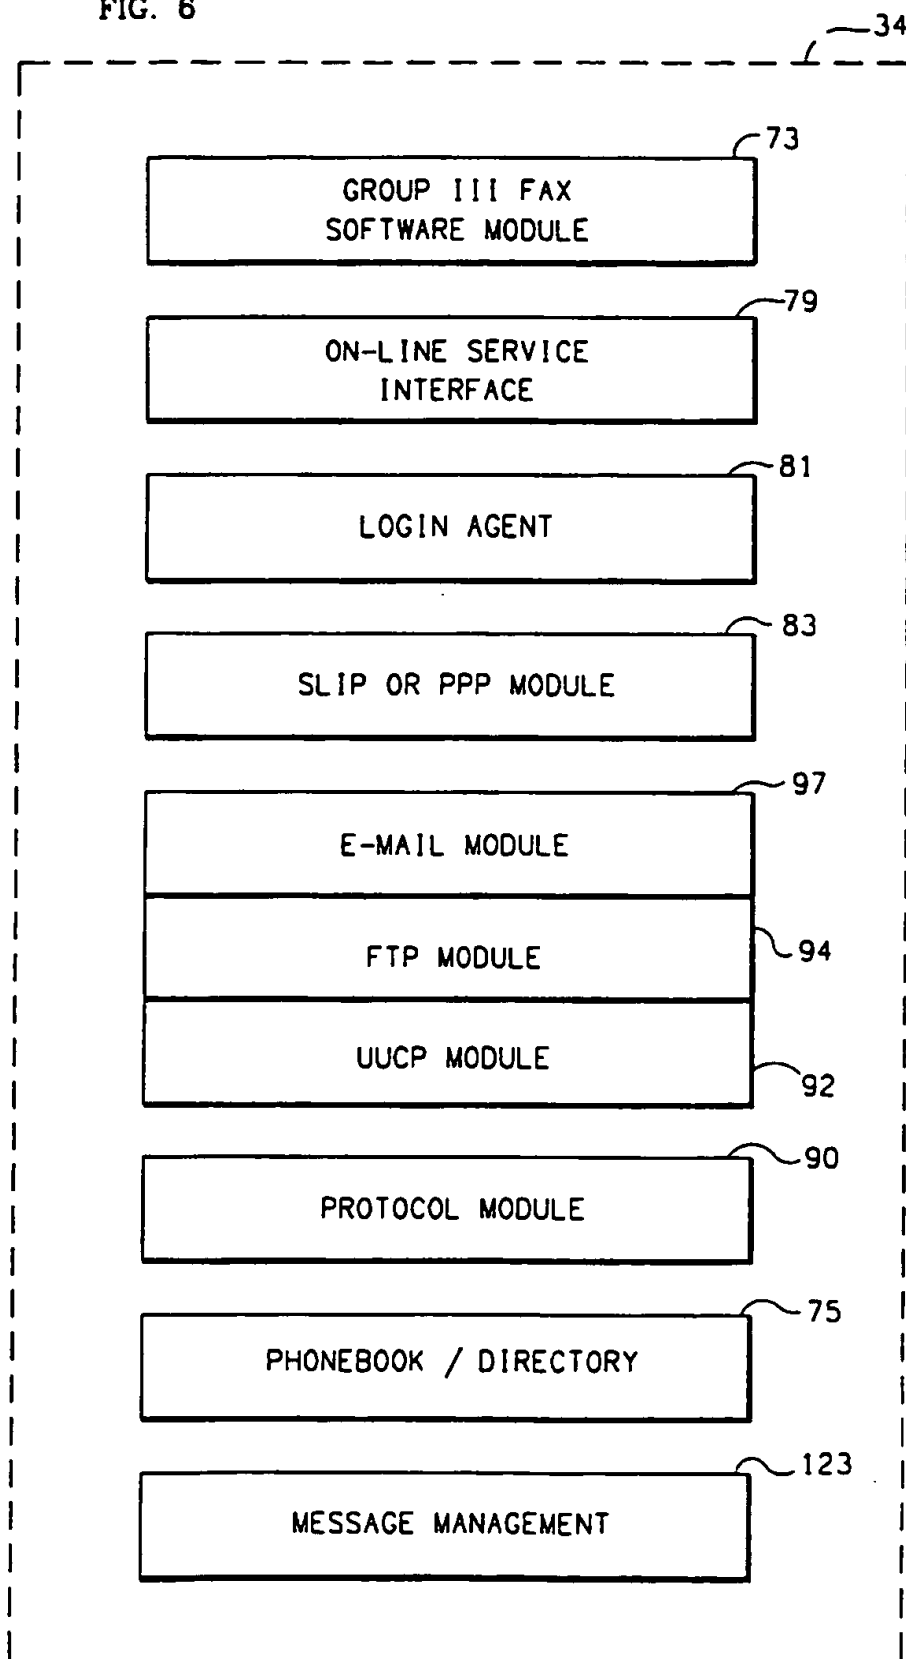 FIG. 6
34
73
GROUP III FAX
SOFTWARE MODULE
79
ON-LINE SERVICE
INTERFACE
81
LOGIN AGENT
83
SLIP OR PPP MODULE
97
E-MAIL MODULE
94
FTP MODULE
UUCP MODULE
92
90
PROTOCOL MODULE
75
PHONEBOOK / DIRECTORY
123
MESSAGE MANAGEMENT